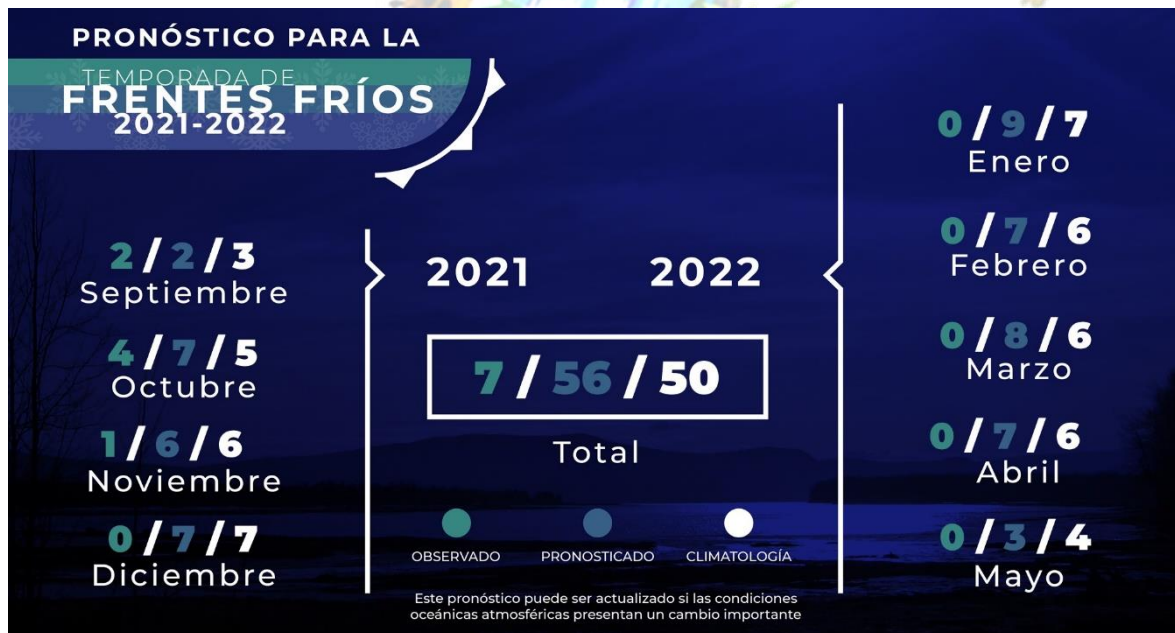 PRONÓSTICO PARA LA
TEMPORADA DE
FRENTES FRÍOS
2021-2022
2/2/3
Septiembre
4/7/5
Octubre
1/6/6
Noviembre
0/7/7
Diciembre
2021
2022
7/56/50
Total
OBSERVADO
PRONOSTICADO
CLIMATOLOGÍA
Este pronóstico puede ser actualizado si las condiciones
oceánicas atmosféricas presentan un cambio importante
0/9/7
Enero
0/7/6
Febrero
0/8/6
Marzo
0/7/6
Abril
0/3/4
Mayo